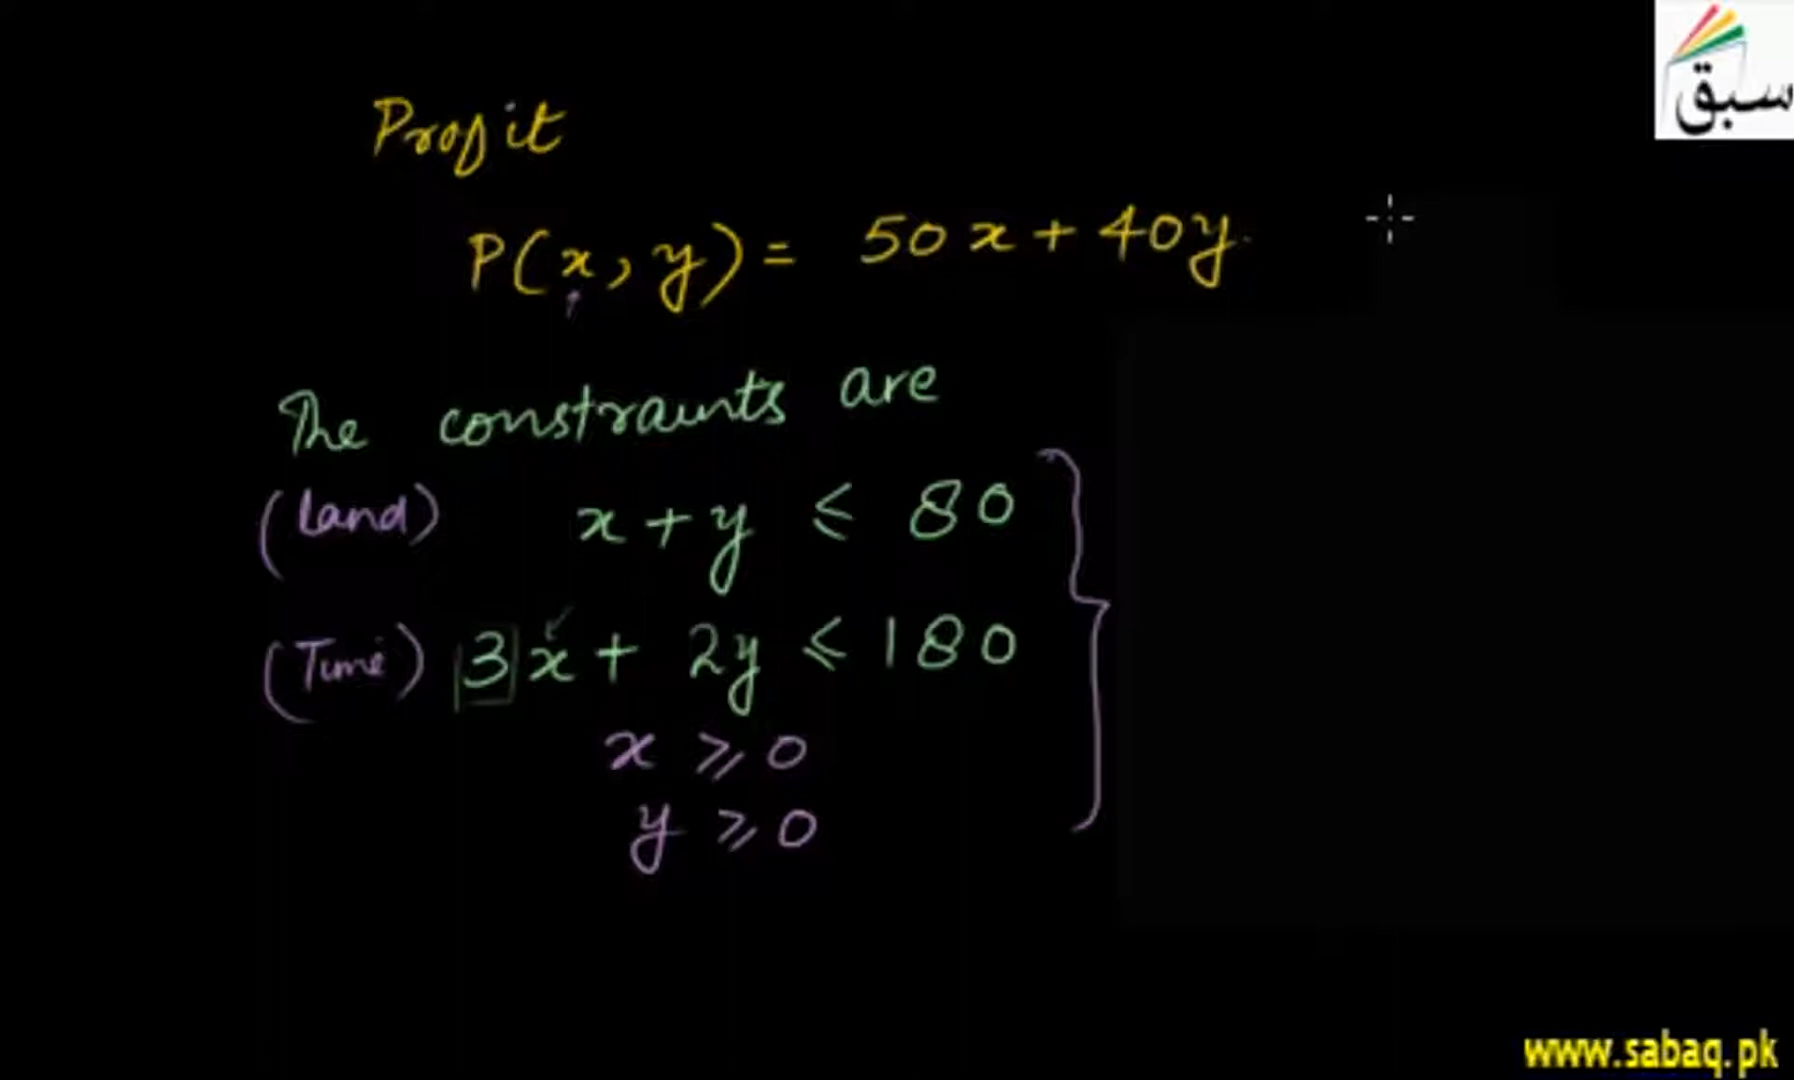 سبق
Profit
P(x, y) = 50x + 40y
The constraints are
(Land) x + y ⩽ 80
(Time) 3x + 2y ⩽ 180
x ⩾ 0
y ⩾ 0
www.sabaq.pk